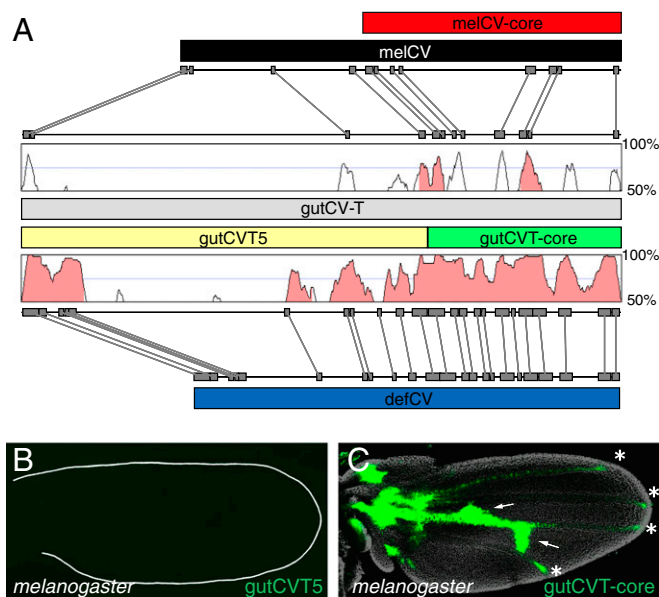 A
melCV-core
melCV
100%
50%
gutCV-T
gutCVT5 gutCVT-core
100%
50%
defCV
B
melanogaster gutCVT5
C
* * * *
melanogaster gutCVT-core